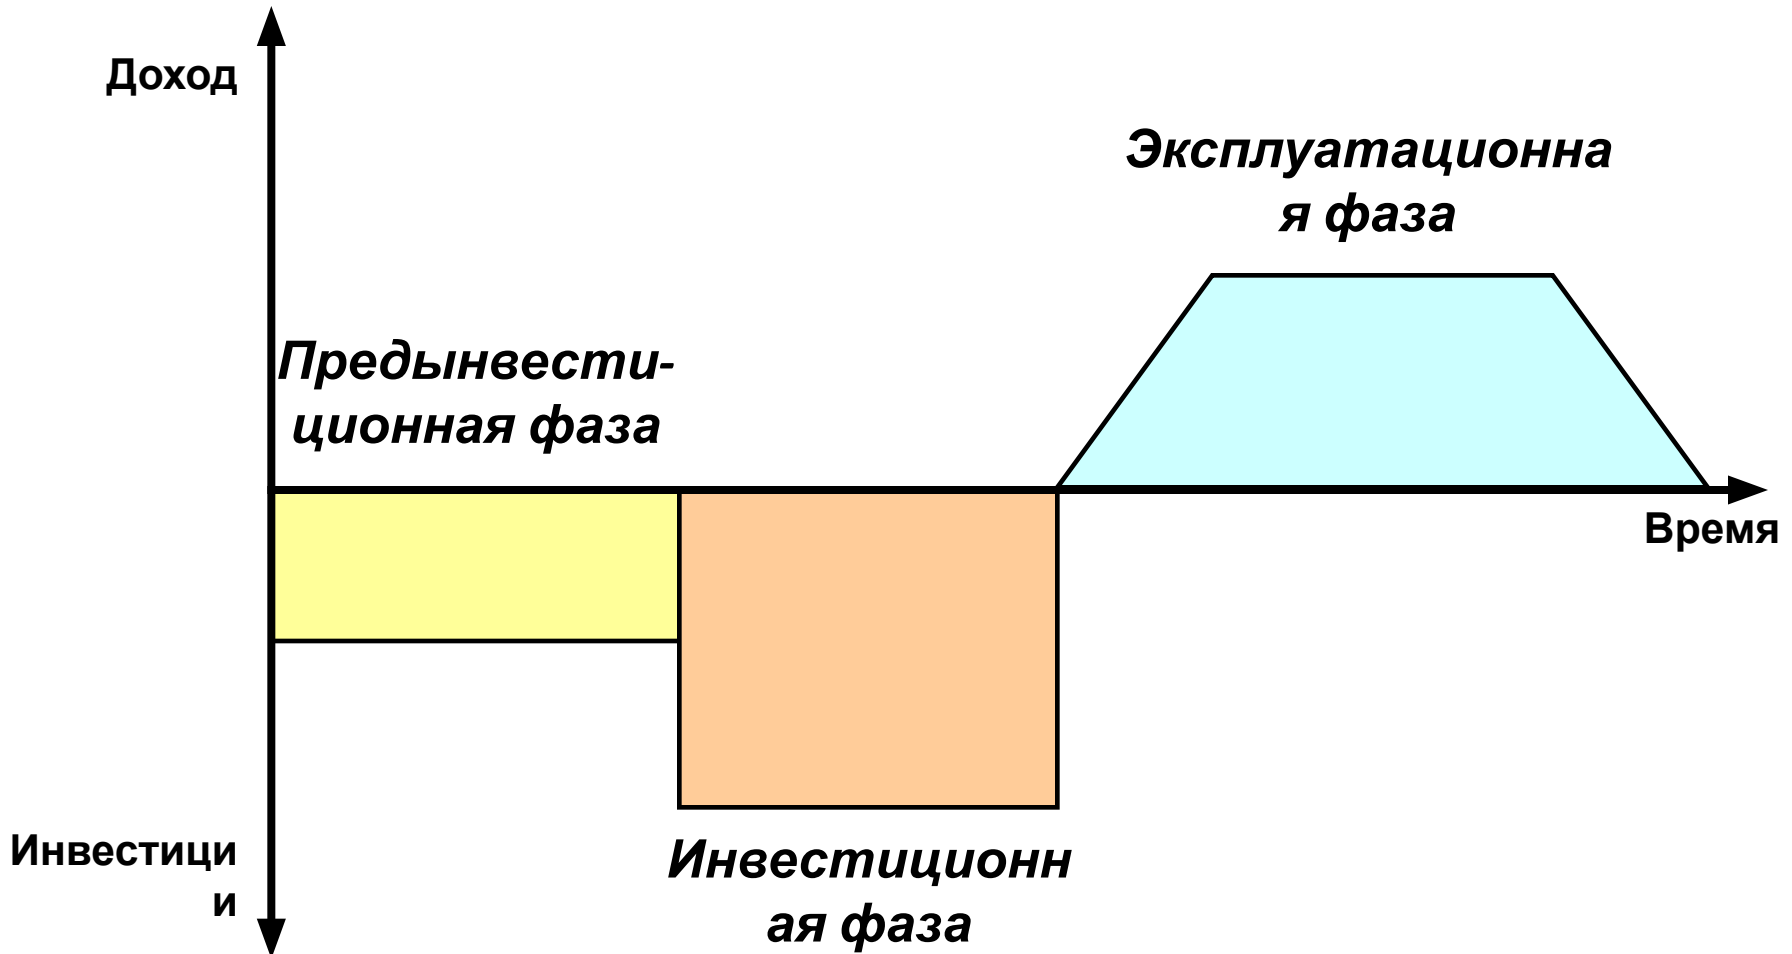 Доход
Эксплуатационна
я фаза
Предынвести-
ционная фаза
Время
Инвестици
и
Инвестиционн
ая фаза